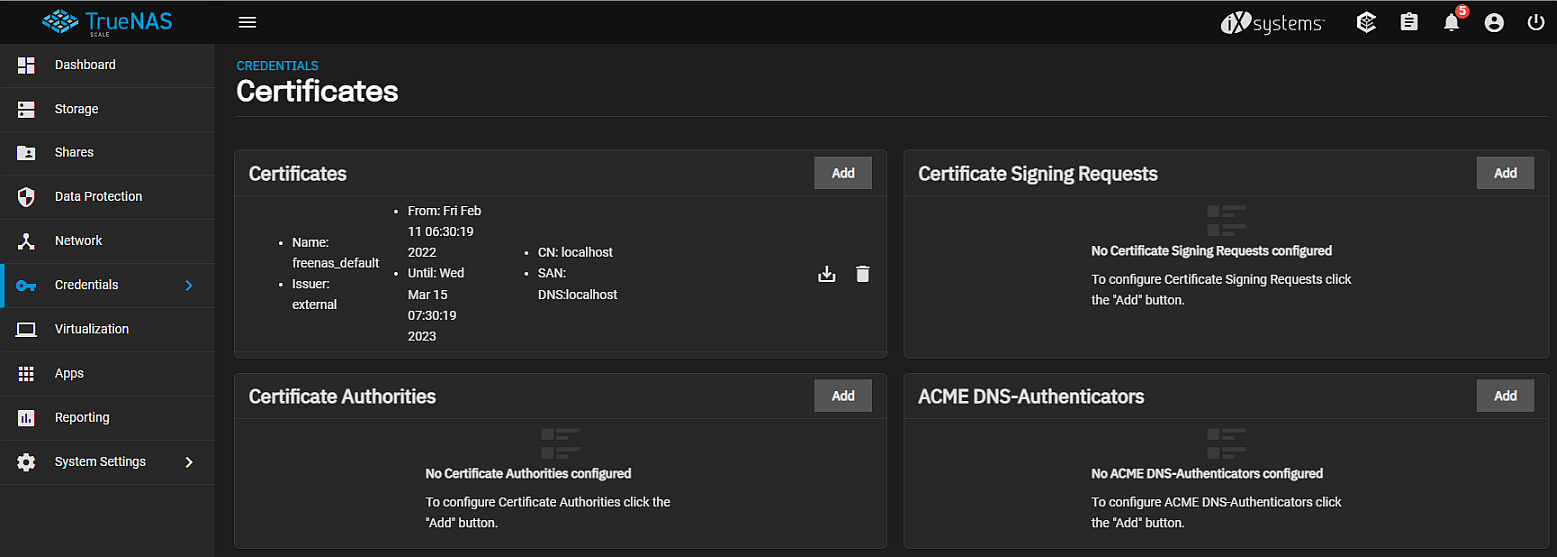 TrueNAS
SCALE
iXsystems
5
Dashboard
Storage
Shares
Data Protection
Network
Credentials
Virtualization
Apps
Reporting
System Settings
CREDENTIALS
Certificates
Certificates
Add
Name:
freenas_default
Issuer:
external
From: Fri Feb
11 06:30:19
2022
Until: Wed
Mar 15
07:30:19
2023
CN: localhost
SAN:
DNS:localhost
Certificate Signing Requests
Add
No Certificate Signing Requests configured
To configure Certificate Signing Requests click
the "Add" button.
Certificate Authorities
Add
No Certificate Authorities configured
To configure Certificate Authorities click the
"Add" button.
ACME DNS-Authenticators
Add
No ACME DNS-Authenticators configured
To configure ACME DNS-Authenticators click
the "Add" button.